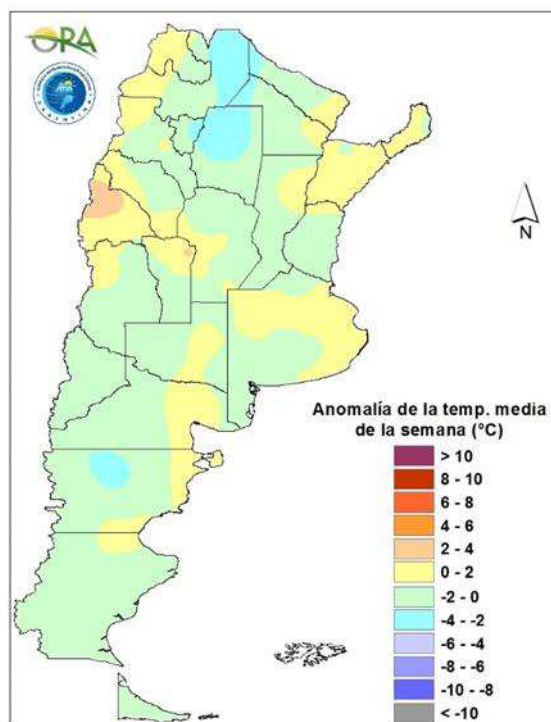 ORA
N
Anomalía de la temp. media
de la semana (°C)
> 10
8 - 10
6 - 8
4 - 6
2 - 4
0 - 2
-2 - 0
-4 - -2
-6 - -4
-8 - -6
-10 - -8
< -10